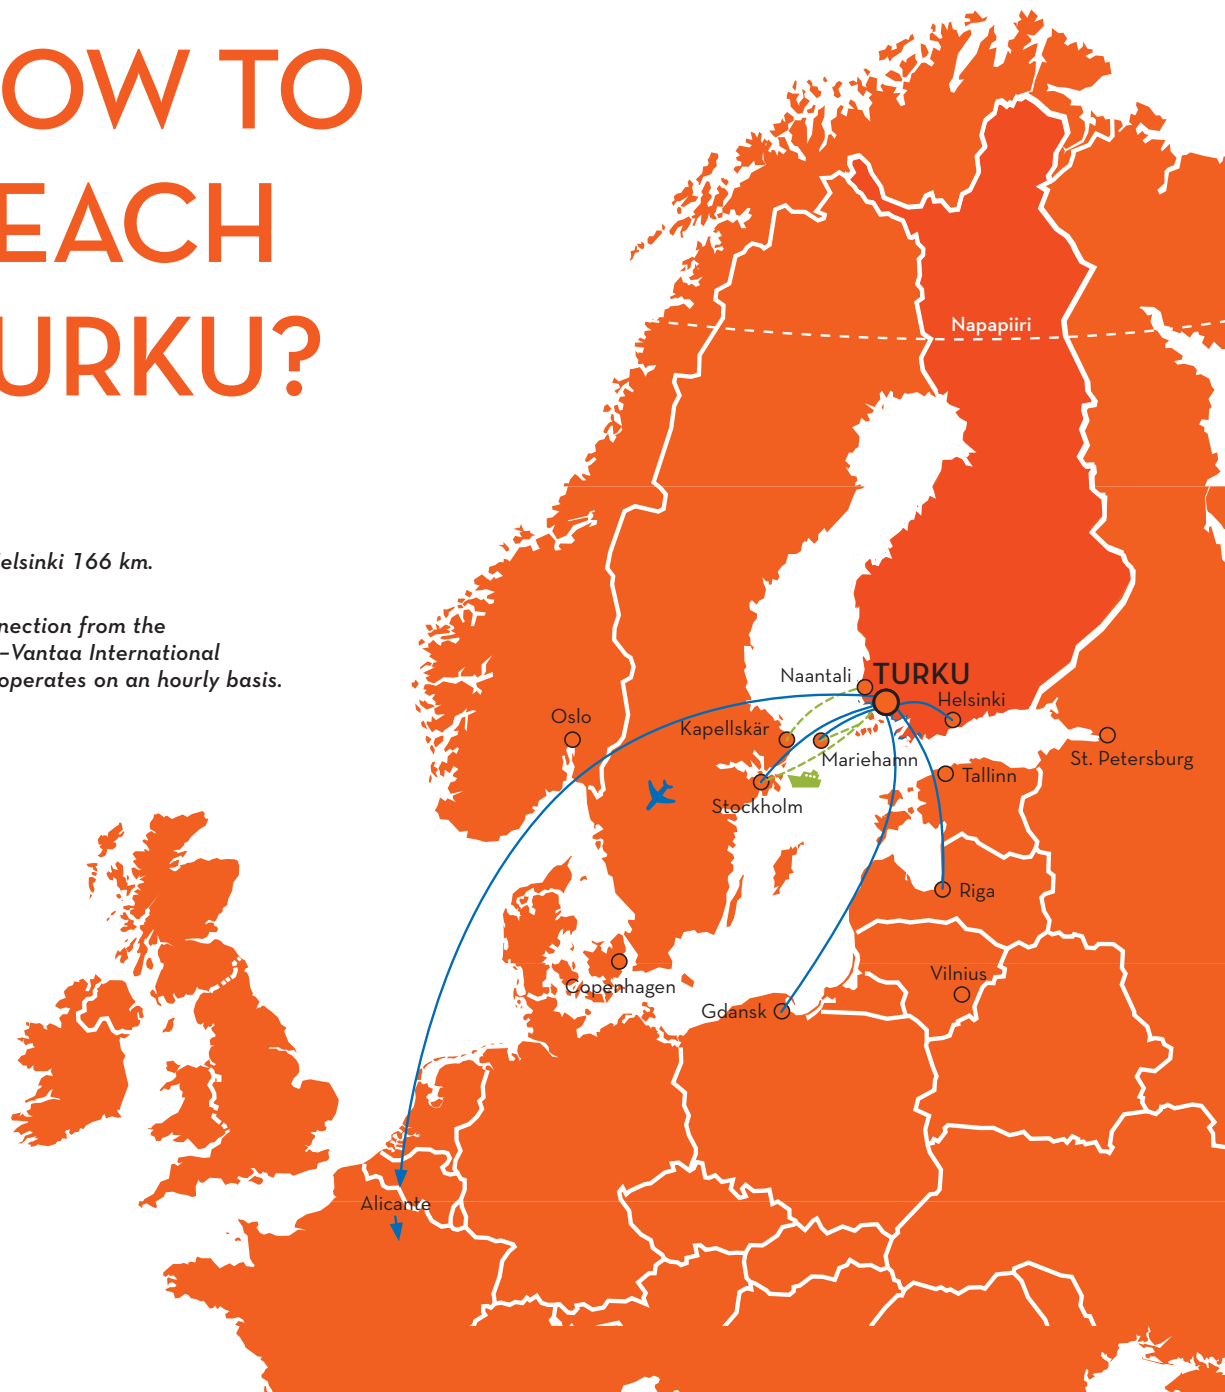 OW TO
EACH
URKU?
elsinki 166 km.
nection from the
–Vantaa International
operates on an hourly basis.
Napapiiri
Naantali
TURKU
Helsinki
Oslo
Kapellskär
Mariehamn
St. Petersburg
Tallinn
Stockholm
Riga
Vilnius
Copenhagen
Gdansk
Alicante